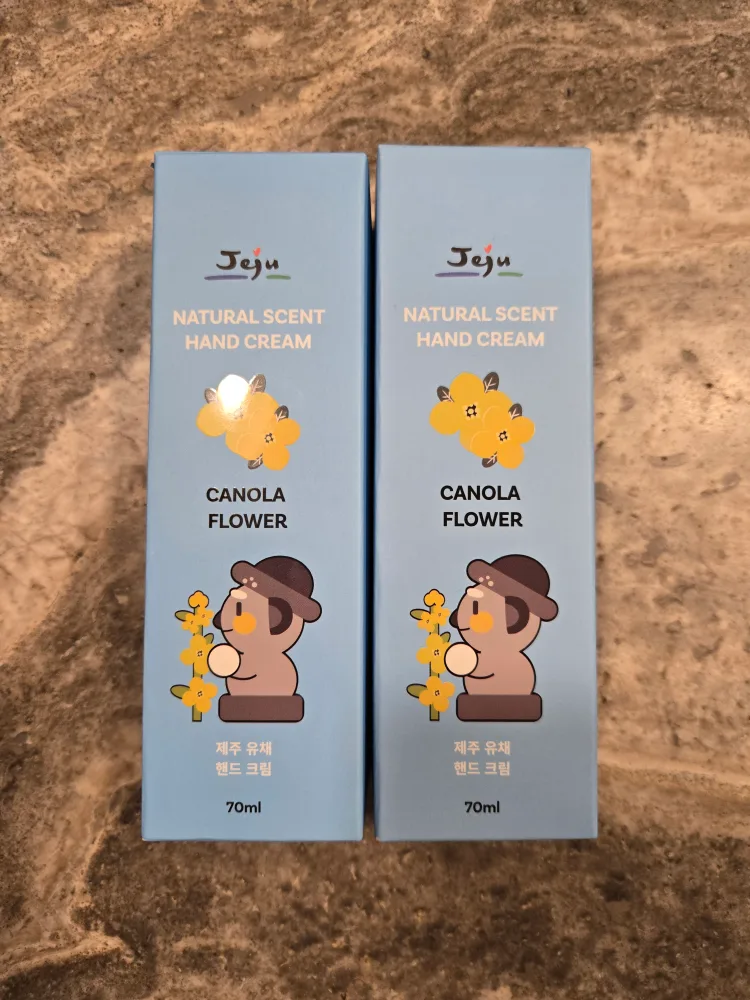 Jeju
NATURAL SCENT
HAND CREAM
CANOLA
FLOWER
제주 유채
핸드 크림
70ml
Jeju
NATURAL SCENT
HAND CREAM
CANOLA
FLOWER
제주 유채
핸드 크림
70ml